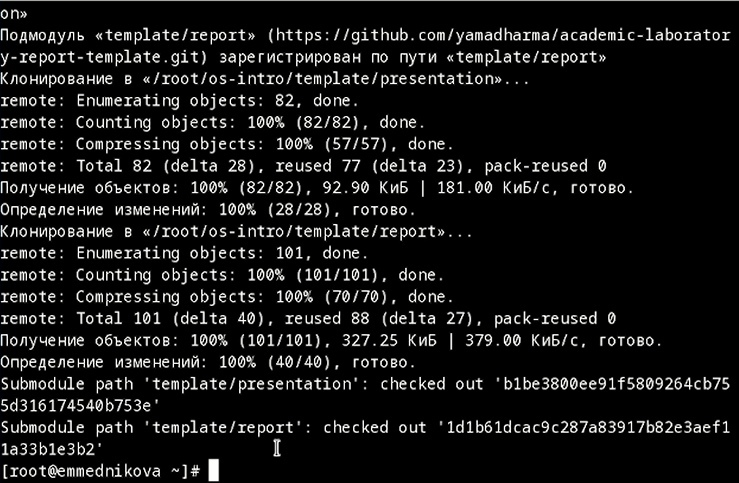 on»
Подмодуль «template/report» (https://github.com/yamadharma/academic-laborator
y-report-template.git) зарегистрирован по пути «template/report»
Клонирование в «/root/os-intro/template/presentation»...
remote: Enumerating objects: 82, done.
remote: Counting objects: 100% (82/82), done.
remote: Compressing objects: 100% (57/57), done.
remote: Total 82 (delta 28), reused 77 (delta 23), pack-reused 0
Получение объектов: 100% (82/82), 92.90 КиБ | 181.00 КиБ/с, готово.
Определение изменений: 100% (28/28), готово.
Клонирование в «/root/os-intro/template/report»...
remote: Enumerating objects: 101, done.
remote: Counting objects: 100% (101/101), done.
remote: Compressing objects: 100% (70/70), done.
remote: Total 101 (delta 40), reused 88 (delta 27), pack-reused 0
Получение объектов: 100% (101/101), 327.25 КиБ | 379.00 КиБ/с, готово.
Определение изменений: 100% (40/40), готово.
Submodule path 'template/presentation': checked out 'b1be3800ee91f5809264cb75
5d316174540b753e'
Submodule path 'template/report': checked out '1d1b61dcac9c287a83917b82e3aef1
1a33b1e3b2'
[root@emmednikova ~]#